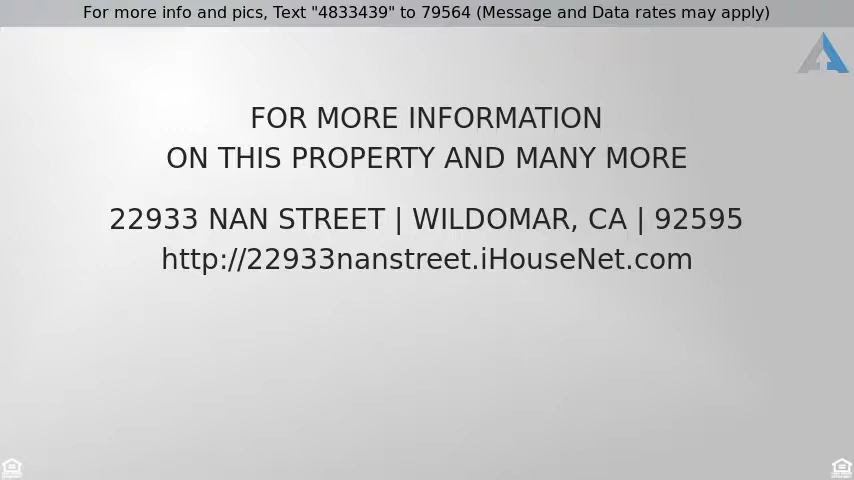 For more info and pics, Text "4833439" to 79564 (Message and Data rates may apply)
FOR MORE INFORMATION
ON THIS PROPERTY AND MANY MORE
22933 NAN STREET | WILDOMAR, CA | 92595
http://22933nanstreet.iHouseNet.com